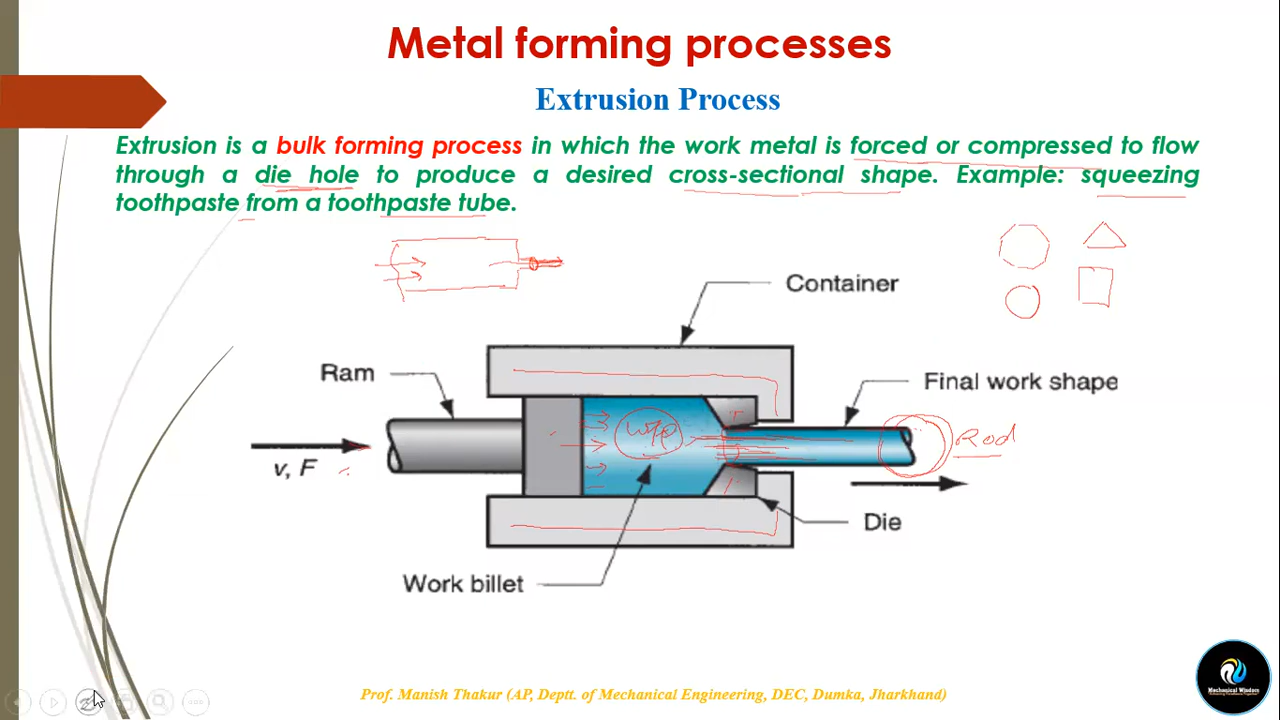 Metal forming processes
Extrusion Process
Extrusion is a bulk forming process in which the work metal is forced or compressed to flow
through a die hole to produce a desired cross-sectional shape. Example: squeezing
toothpaste from a toothpaste tube.
Container
Ram
Final work shape
w/p
Rod
v, F
Die
Work billet
Prof. Manish Thakur (AP, Deptt. of Mechanical Engineering, DEC, Dumka, Jharkhand)
Mechanical Wisdom